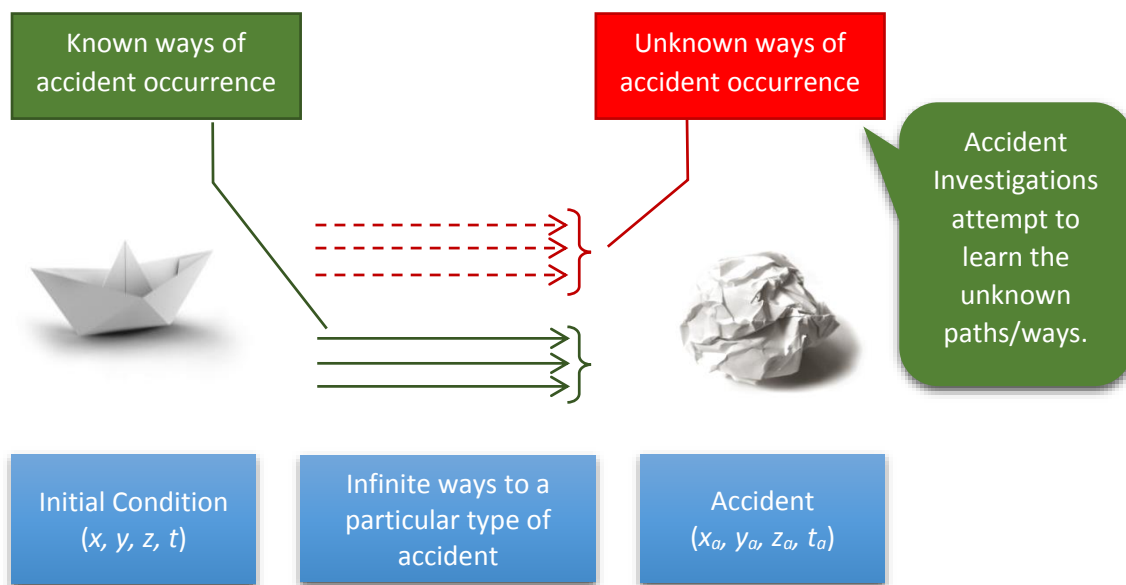 Known ways of
accident occurrence
Unknown ways of
accident occurrence
Accident
Investigations
attempt to
learn the
unknown
paths/ways.
Initial Condition
(x, y, z, t)
Infinite ways to a
particular type of
accident
Accident
(xₐ, yₐ, zₐ, tₐ)